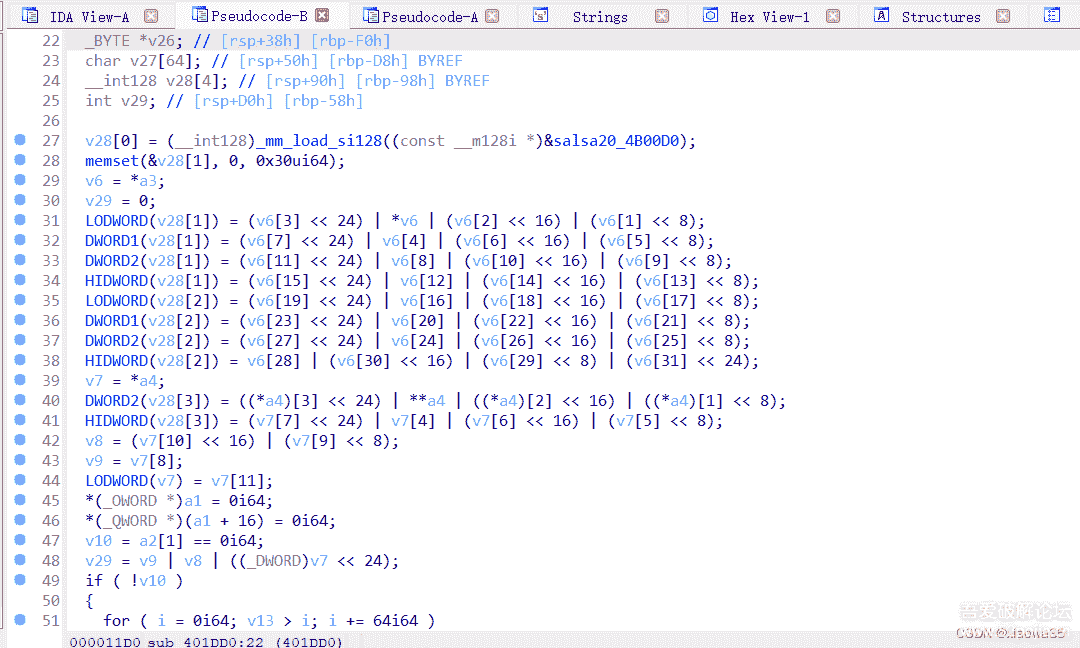 IDA View-A Pseudocode-B Pseudocode-A Strings Hex View-1 Structures
22 _BYTE *v26; // [rsp+38h] [rbp-F0h]
23 char v27[64]; // [rsp+50h] [rbp-D8h] BYREF
24 __int128 v28[4]; // [rsp+90h] [rbp-98h] BYREF
25 int v29; // [rsp+D0h] [rbp-58h]
26
27 v28[0] = (__int128)_mm_load_si128((const __m128i *)&salsa20_4B00D0);
28 memset(&v28[1], 0, 0x30ui64);
29 v6 = *a3;
30 v29 = 0;
31 LODWORD(v28[1]) = (v6[3] << 24) | *v6 | (v6[2] << 16) | (v6[1] << 8);
32 DWORD1(v28[1]) = (v6[7] << 24) | v6[4] | (v6[6] << 16) | (v6[5] << 8);
33 DWORD2(v28[1]) = (v6[11] << 24) | v6[8] | (v6[10] << 16) | (v6[9] << 8);
34 HIDWORD(v28[1]) = (v6[15] << 24) | v6[12] | (v6[14] << 16) | (v6[13] << 8);
35 LODWORD(v28[2]) = (v6[19] << 24) | v6[16] | (v6[18] << 16) | (v6[17] << 8);
36 DWORD1(v28[2]) = (v6[23] << 24) | v6[20] | (v6[22] << 16) | (v6[21] << 8);
37 DWORD2(v28[2]) = (v6[27] << 24) | v6[24] | (v6[26] << 16) | (v6[25] << 8);
38 HIDWORD(v28[2]) = v6[28] | (v6[30] << 16) | (v6[29] << 8) | (v6[31] << 24);
39 v7 = *a4;
40 DWORD2(v28[3]) = ((*a4)[3] << 24) | **a4 | ((*a4)[2] << 16) | ((*a4)[1] << 8);
41 HIDWORD(v28[3]) = (v7[7] << 24) | v7[4] | (v7[6] << 16) | (v7[5] << 8);
42 v8 = (v7[10] << 16) | (v7[9] << 8);
43 v9 = v7[8];
44 LODWORD(v7) = v7[11];
45 *(_OWORD *)a1 = 0i64;
46 *(_QWORD *)(a1 + 16) = 0i64;
47 v10 = a2[1] == 0i64;
48 v29 = v9 | v8 | ((_DWORD)v7 << 24);
49 if ( !v10 )
50 {
51 for ( i = 0i64; v13 > i; i += 64i64 )
000011D0 sub_401DD0:22 (401DD0)
吾爱破解论坛